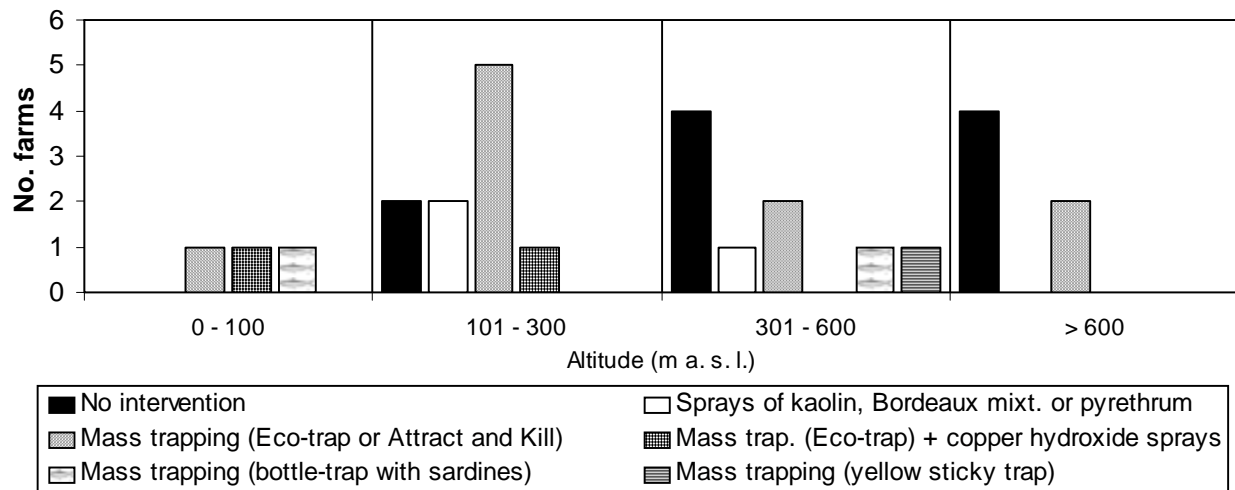 No. farms
6
5
4
3
2
1
0
0 - 100 101 - 300 301 - 600 > 600
Altitude (m a. s. l.)
No intervention Sprays of kaolin, Bordeaux mixt. or pyrethrum
Mass trapping (Eco-trap or Attract and Kill) Mass trap. (Eco-trap) + copper hydroxide sprays
Mass trapping (bottle-trap with sardines) Mass trapping (yellow sticky trap)